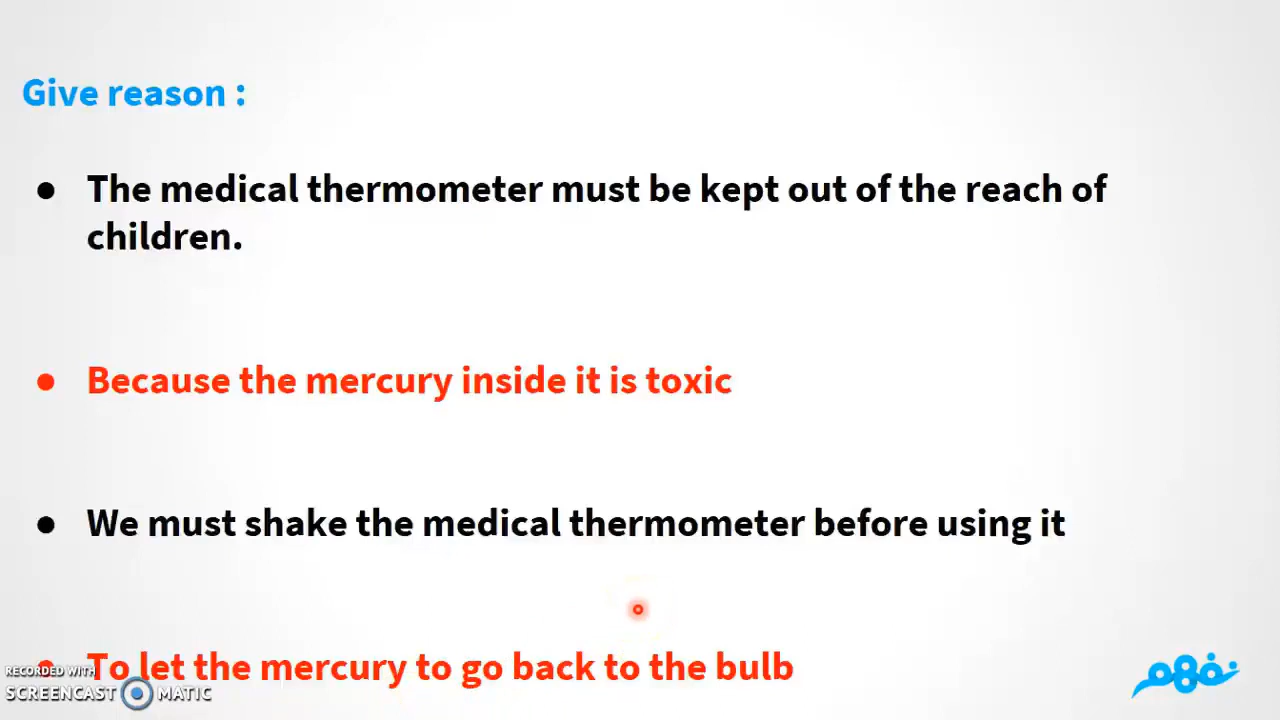 Give reason :
● The medical thermometer must be kept out of the reach of
children.
● Because the mercury inside it is toxic
● We must shake the medical thermometer before using it
● To let the mercury to go back to the bulb
RECORDED WITH
SCREENCAST MATIC
نفهم